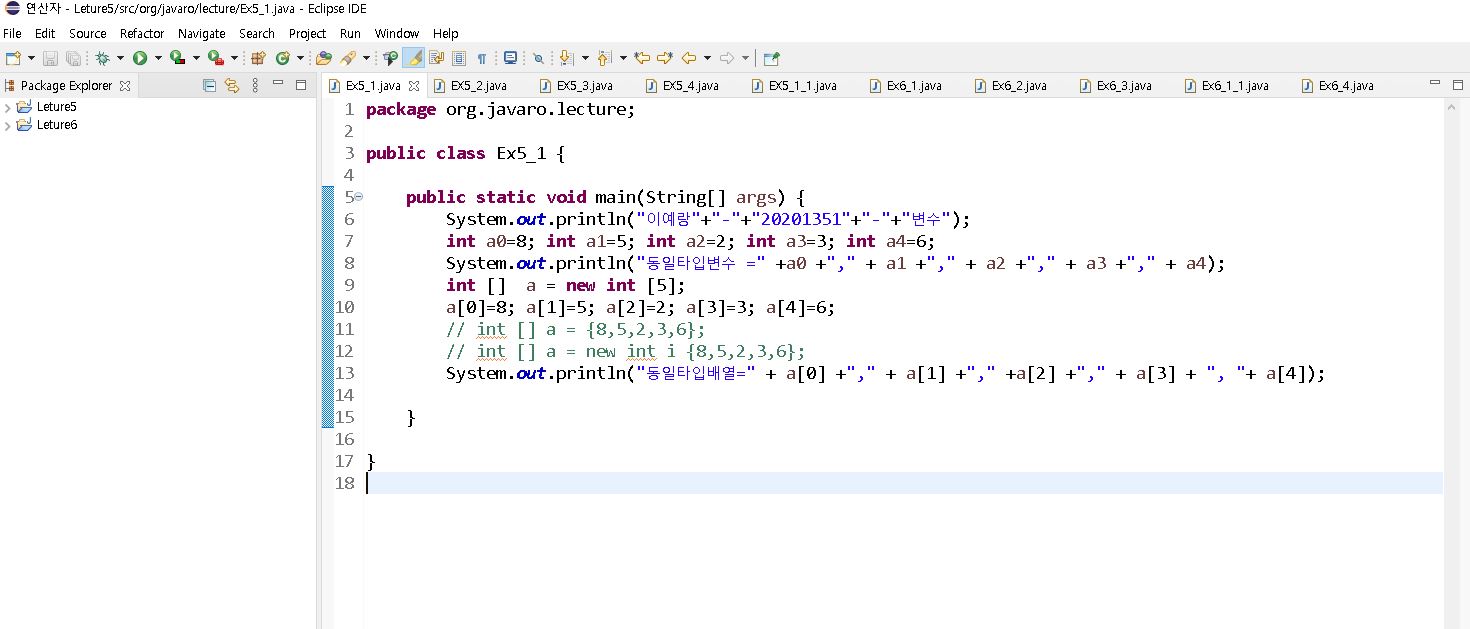 연산자 - Leture5/src/org/javaro/lecture/Ex5_1.java - Eclipse IDE
File Edit Source Refactor Navigate Search Project Run Window Help
Package Explorer
Ex5_1.java EX5_2.java EX5_3.java EX5_4.java EX5_1_1.java Ex6_1.java Ex6_2.java Ex6_3.java Ex6_1_1.java Ex6_4.java
Leture5
Leture6
1 package org.javaro.lecture;
2
3 public class Ex5_1 {
4
5 public static void main(String[] args) {
6 System.out.println("이예랑"+"-"+"20201351"+"-"+"변수");
7 int a0=8; int a1=5; int a2=2; int a3=3; int a4=6;
8 System.out.println("동일타입변수 =" +a0 +"," + a1 +"," + a2 +"," + a3 +"," + a4);
9 int [] a = new int [5];
10 a[0]=8; a[1]=5; a[2]=2; a[3]=3; a[4]=6;
11 // int [] a = {8,5,2,3,6};
12 // int [] a = new int i {8,5,2,3,6};
13 System.out.println("동일타입배열=" + a[0] +"," + a[1] +"," +a[2] +"," + a[3] + ", "+ a[4]);
14
15 }
16
17 }
18